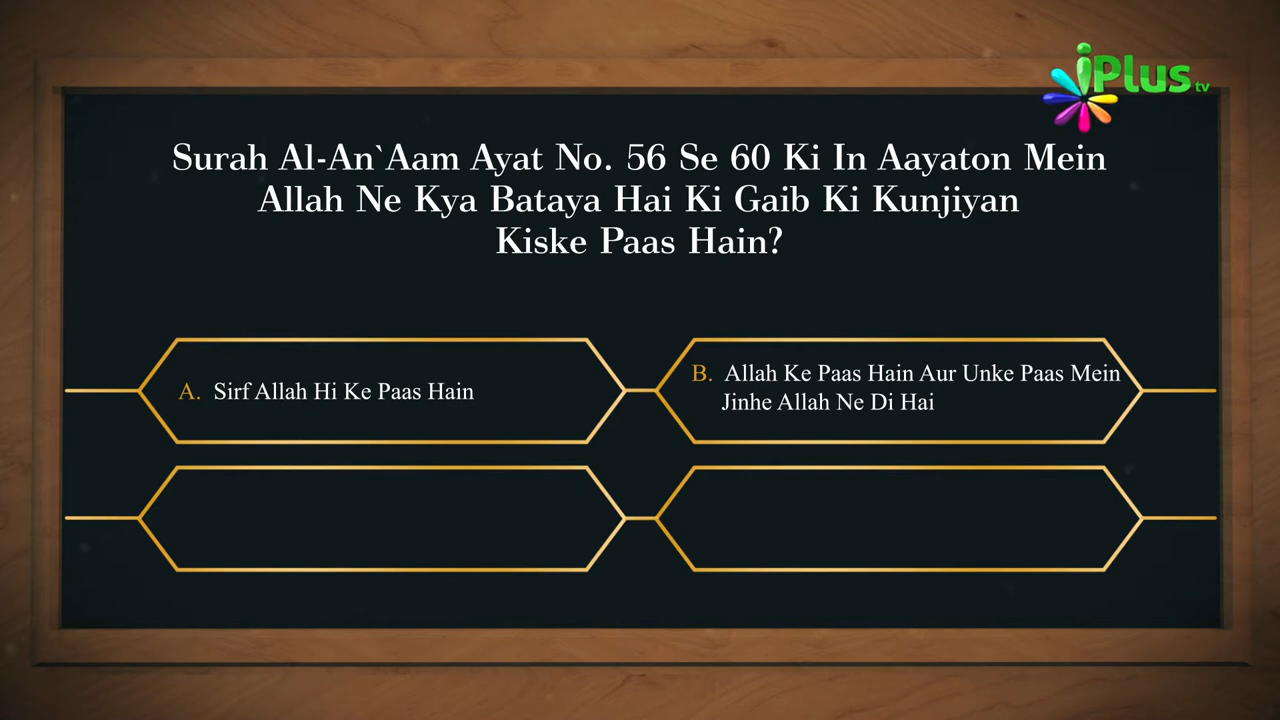 iPlus tv
Surah Al-An`Aam Ayat No. 56 Se 60 Ki In Aayaton Mein
Allah Ne Kya Bataya Hai Ki Gaib Ki Kunjiyan
Kiske Paas Hain?
A. Sirf Allah Hi Ke Paas Hain
B. Allah Ke Paas Hain Aur Unke Paas Mein
Jinhe Allah Ne Di Hai